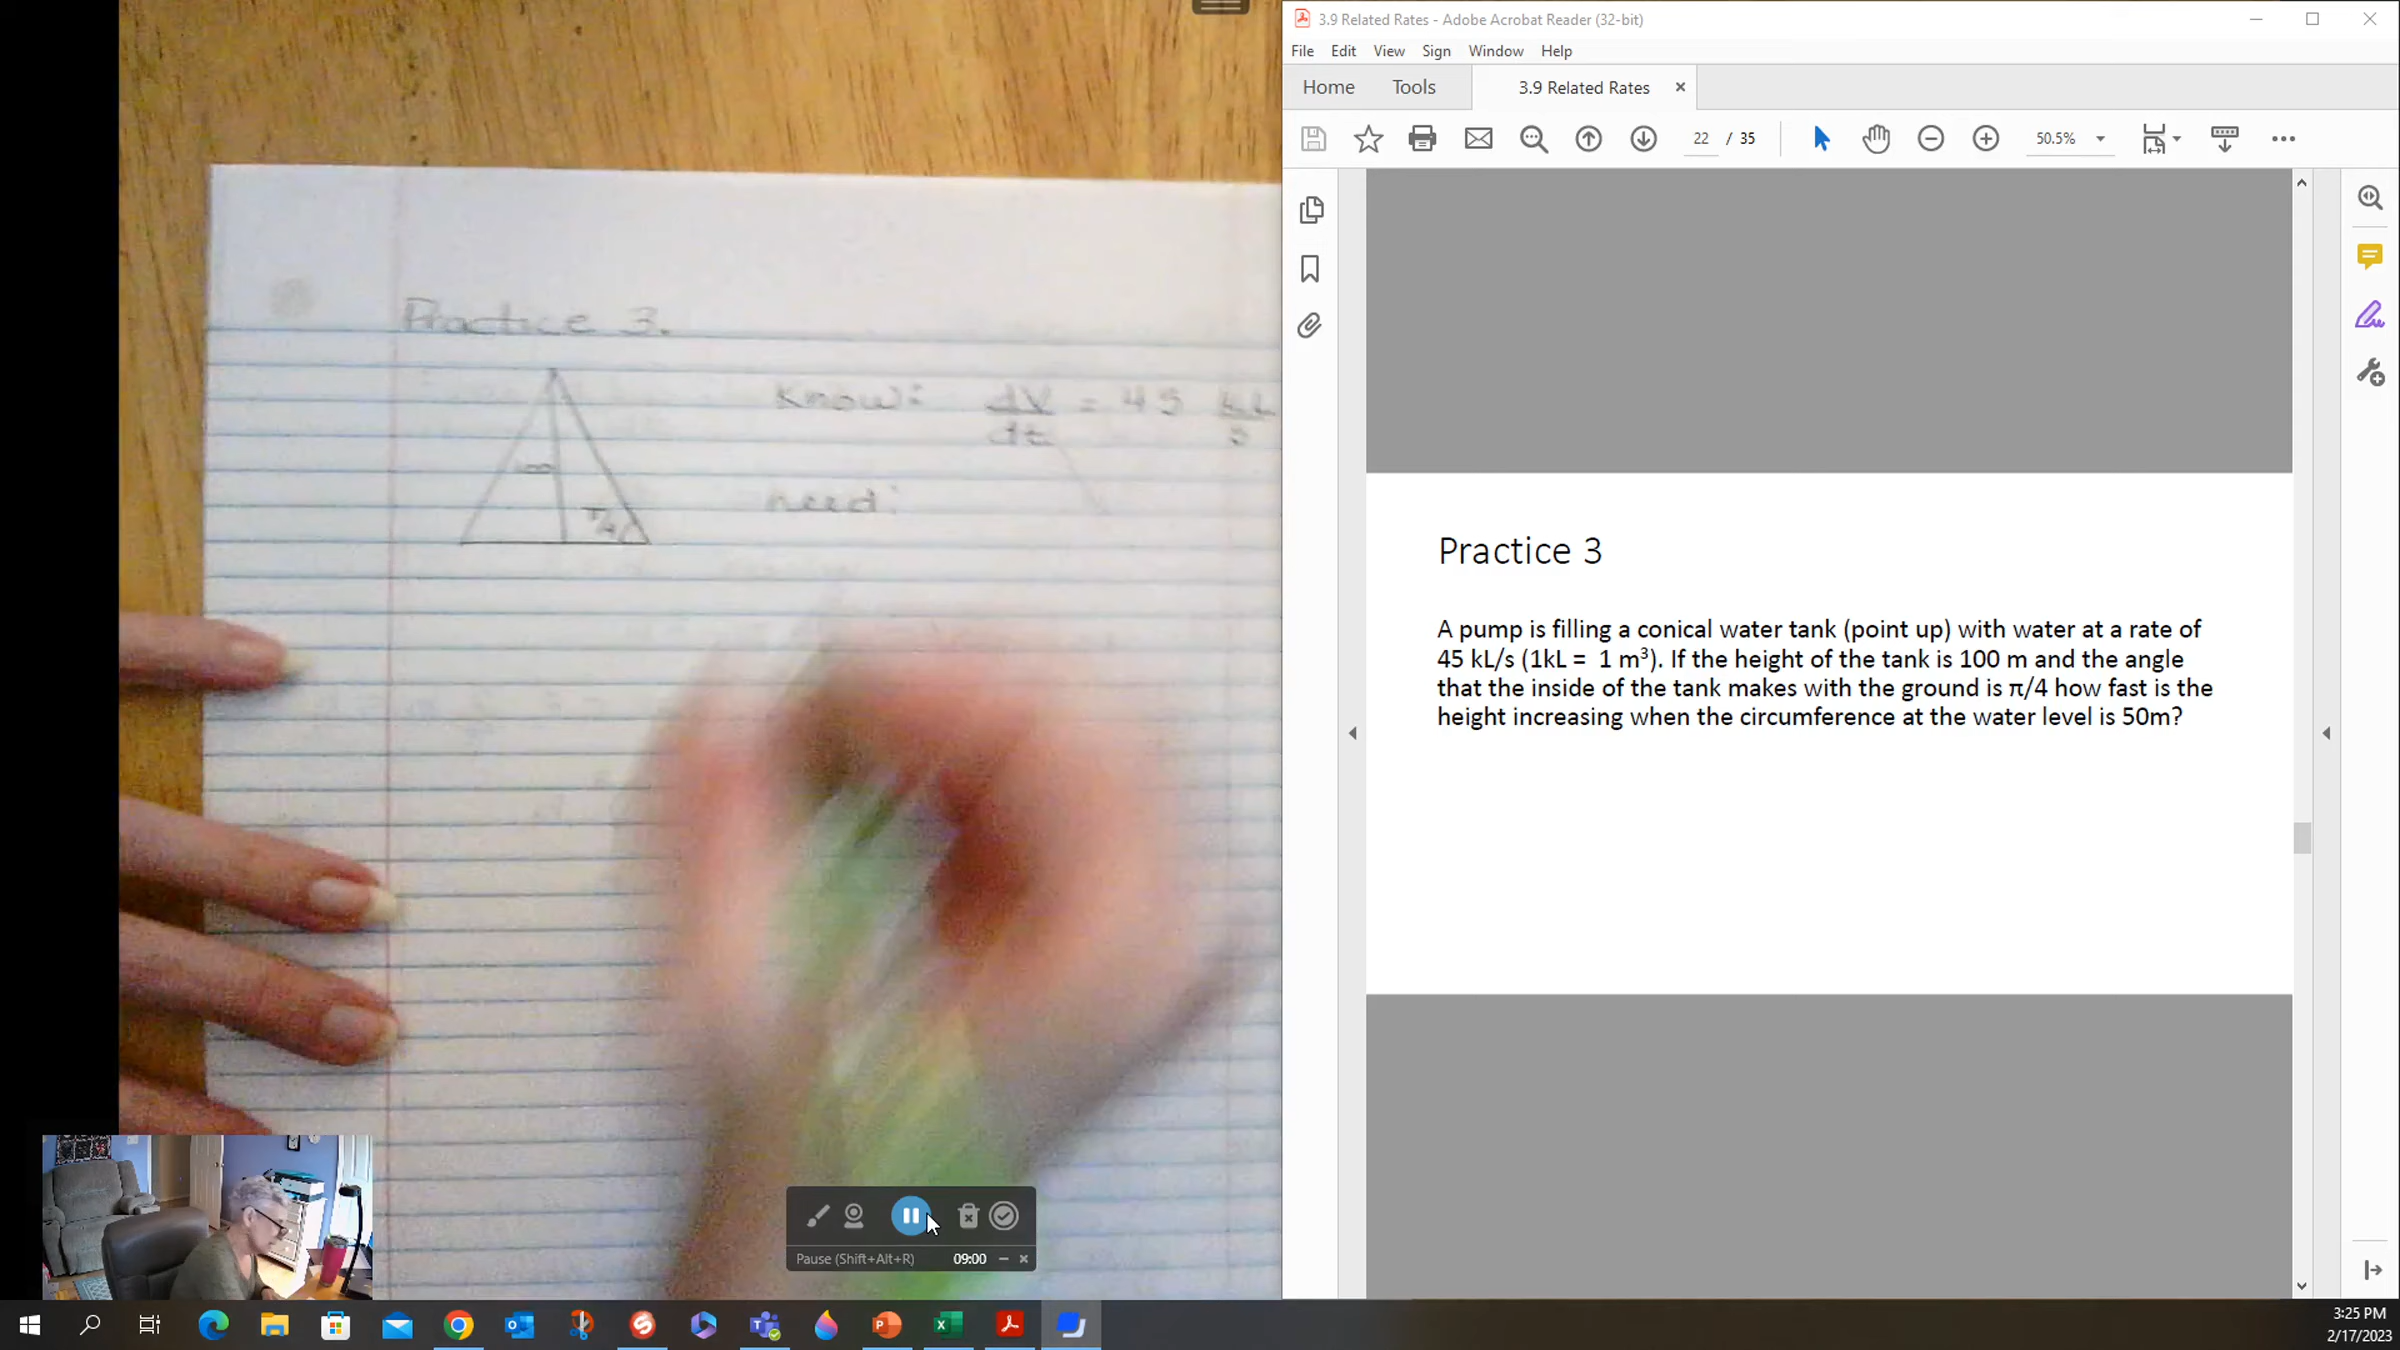 3.9 Related Rates - Adobe Acrobat Reader (32-bit)
File Edit View Sign Window Help
Home Tools 3.9 Related Rates
22 / 35 50.5%
Practice 3.
Know: dV/dt = 45 kL/s
100
π/4
need:
Practice 3
A pump is filling a conical water tank (point up) with water at a rate of
45 kL/s (1kL = 1 m³). If the height of the tank is 100 m and the angle
that the inside of the tank makes with the ground is π/4 how fast is the
height increasing when the circumference at the water level is 50m?
Pause (Shift+Alt+R) 09:00
3:25 PM
2/17/2023